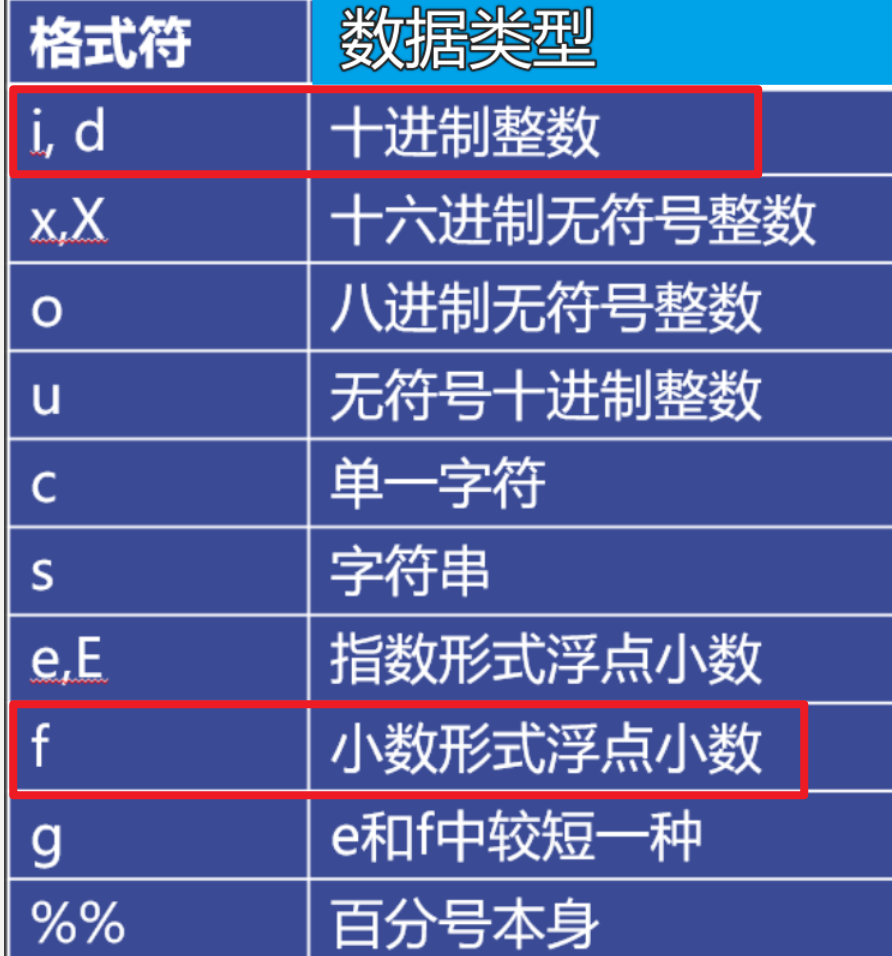 格式符 数据类型
i, d 十进制整数
x,X 十六进制无符号整数
o 八进制无符号整数
u 无符号十进制整数
c 单一字符
s 字符串
e,E 指数形式浮点小数
f 小数形式浮点小数
g e和f中较短一种
%% 百分号本身